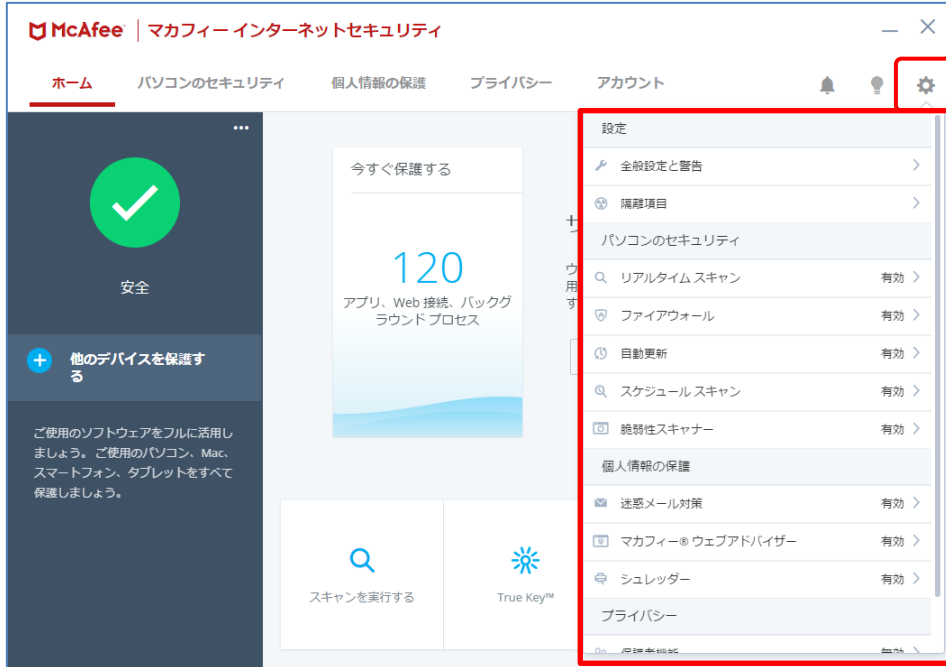 McAfee マカフィー インターネットセキュリティ
ホーム パソコンのセキュリティ 個人情報の保護 プライバシー アカウント
安全
他のデバイスを保護す
る
ご使用のソフトウェアをフルに活用し
ましょう。ご使用のパソコン、Mac、
スマートフォン、タブレットをすべて
保護しましょう。
今すぐ保護する
120
アプリ、Web 接続、バックグ
ラウンド プロセス
ウ
用
す
スキャンを実行する
True Key™
設定
全般設定と警告
隔離項目
パソコンのセキュリティ
リアルタイム スキャン 有効
ファイアウォール 有効
自動更新 有効
スケジュール スキャン 有効
脆弱性スキャナー 有効
個人情報の保護
迷惑メール対策 有効
マカフィー® ウェブアドバイザー 有効
シュレッダー 有効
プライバシー
保護者機能 無効